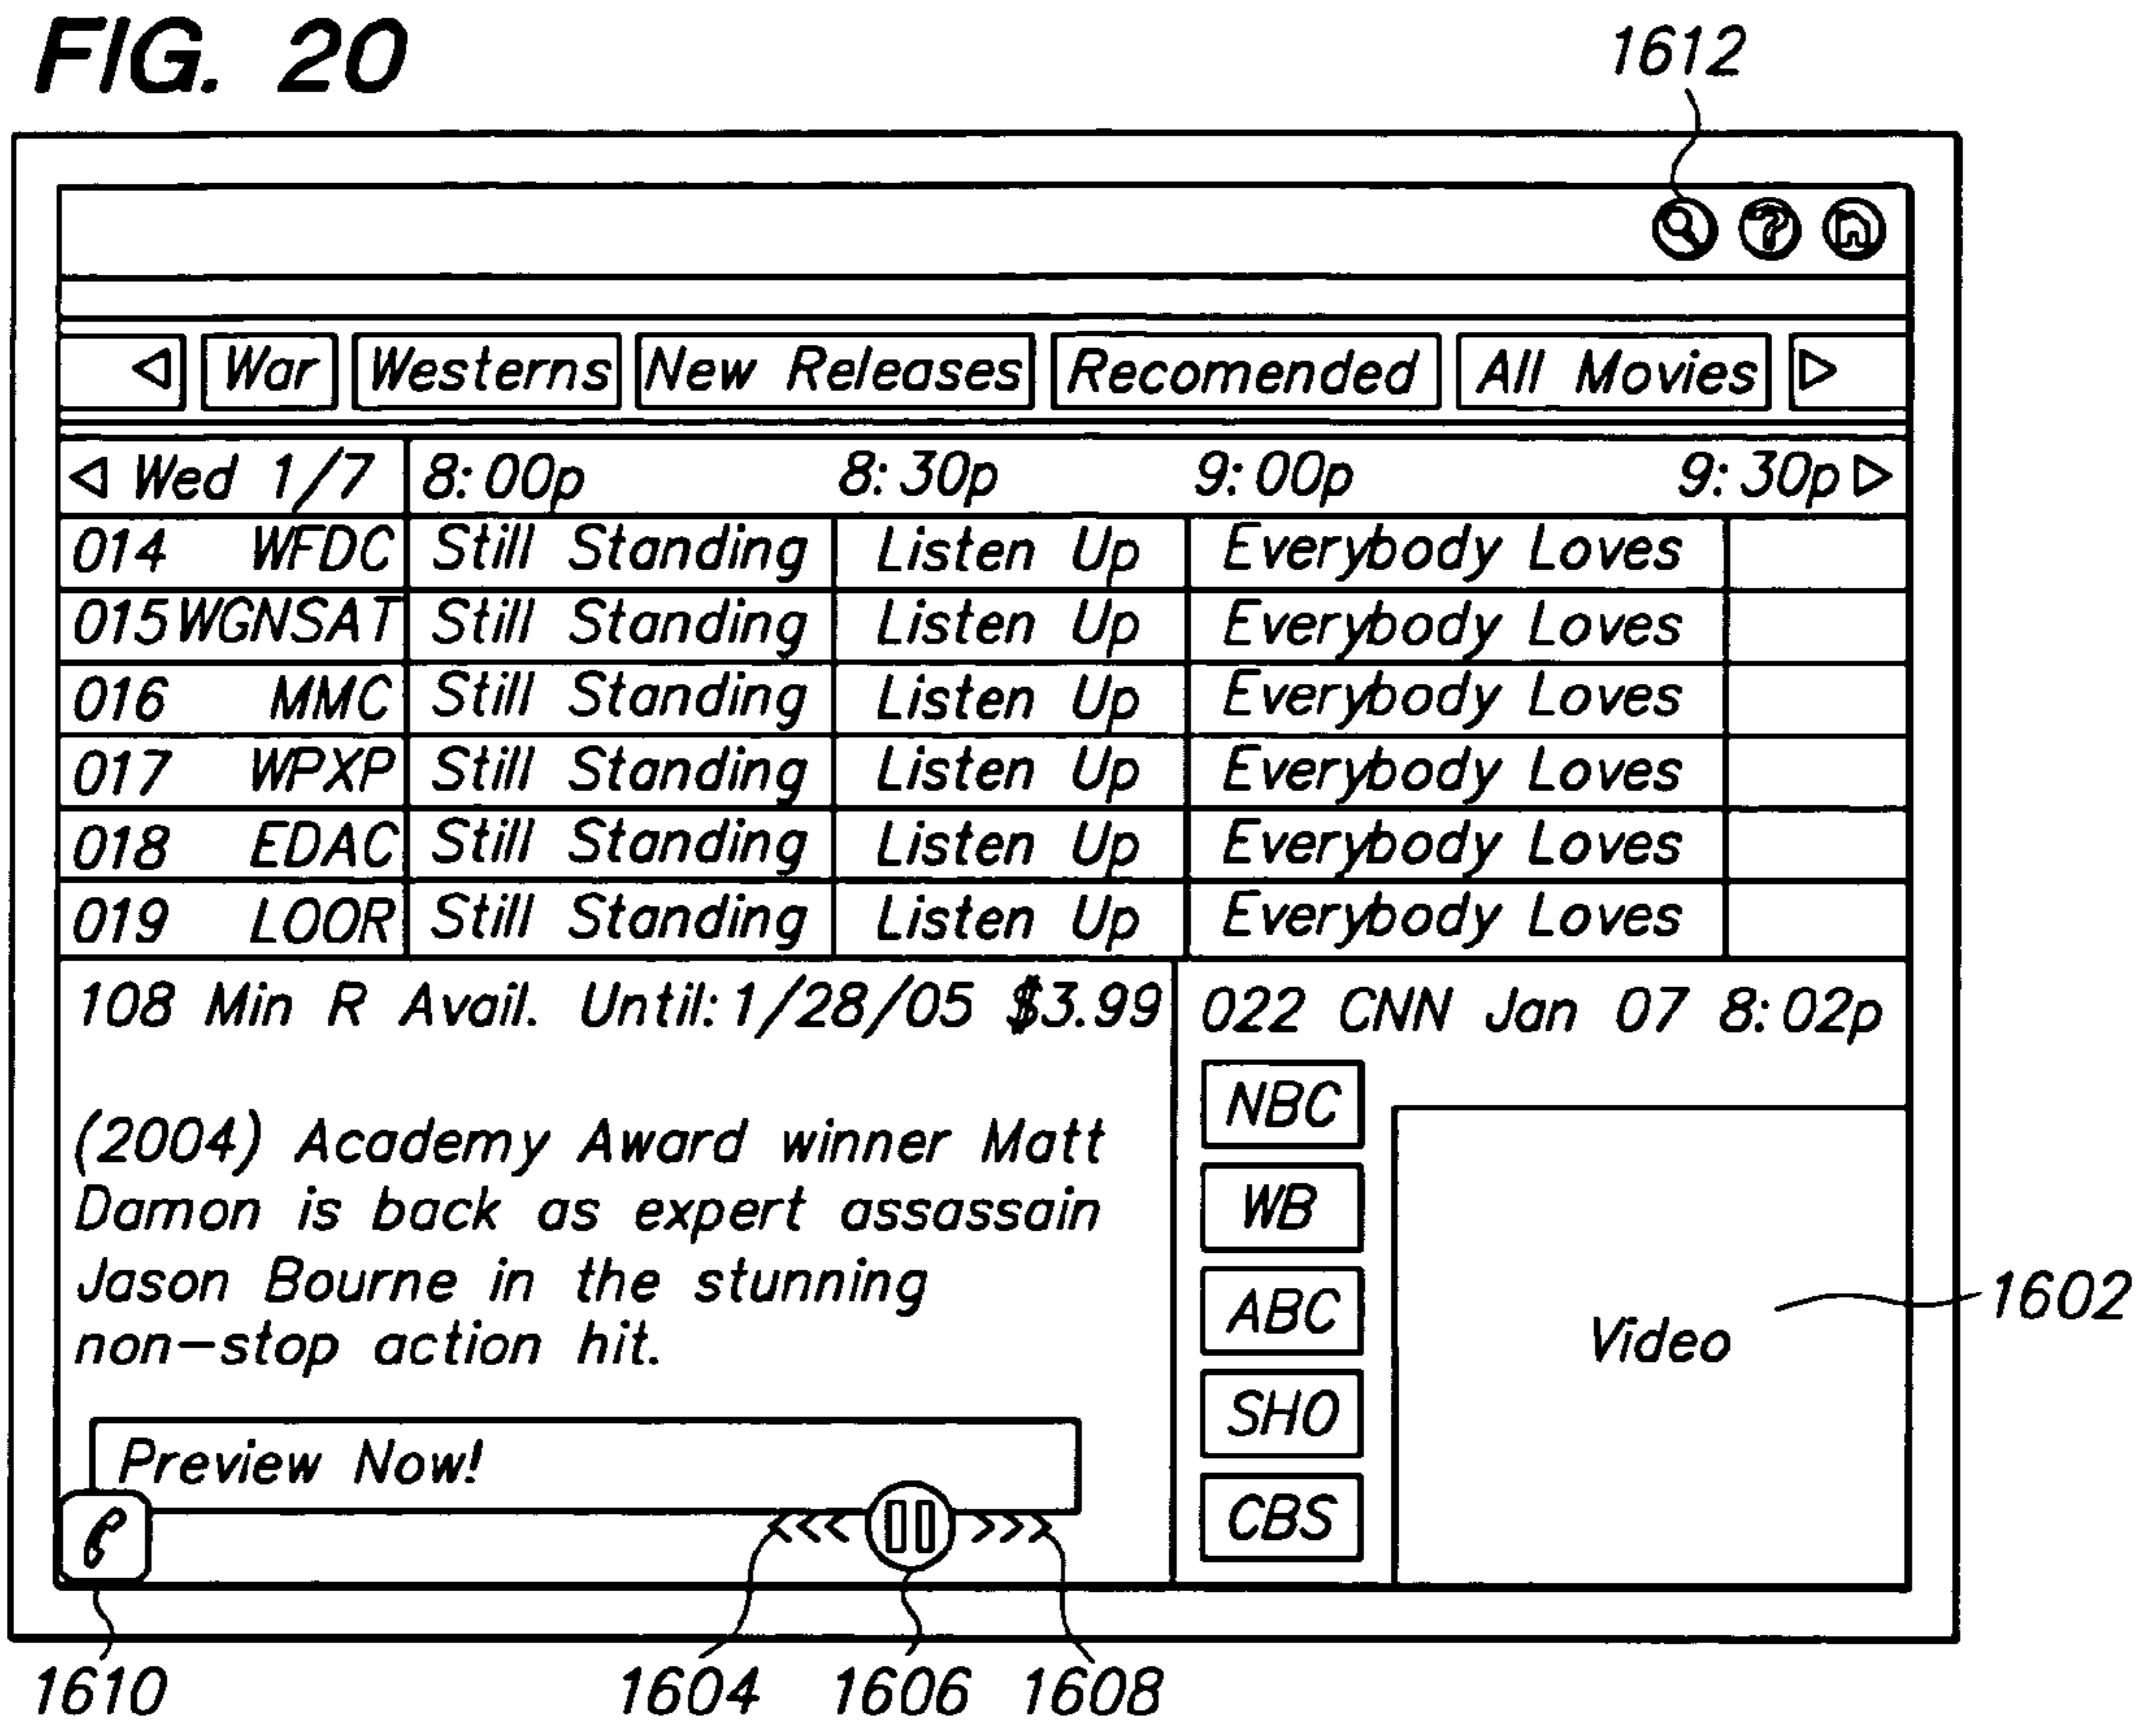 FIG. 20
1612
War Westerns New Releases Recomended All Movies
Wed 1/7 8:00p 8:30p 9:00p 9:30p
014 WFDC Still Standing Listen Up Everybody Loves
015 WGNSAT Still Standing Listen Up Everybody Loves
016 MMC Still Standing Listen Up Everybody Loves
017 WPXP Still Standing Listen Up Everybody Loves
018 EDAC Still Standing Listen Up Everybody Loves
019 LOOR Still Standing Listen Up Everybody Loves
108 Min R Avail. Until: 1/28/05 $3.99
(2004) Academy Award winner Matt
Damon is back as expert assassain
Jason Bourne in the stunning
non-stop action hit.
Preview Now!
<<< >>>
022 CNN Jan 07 8:02p
NBC
WB
ABC
SHO
CBS
Video
1602
1610 1604 1606 1608